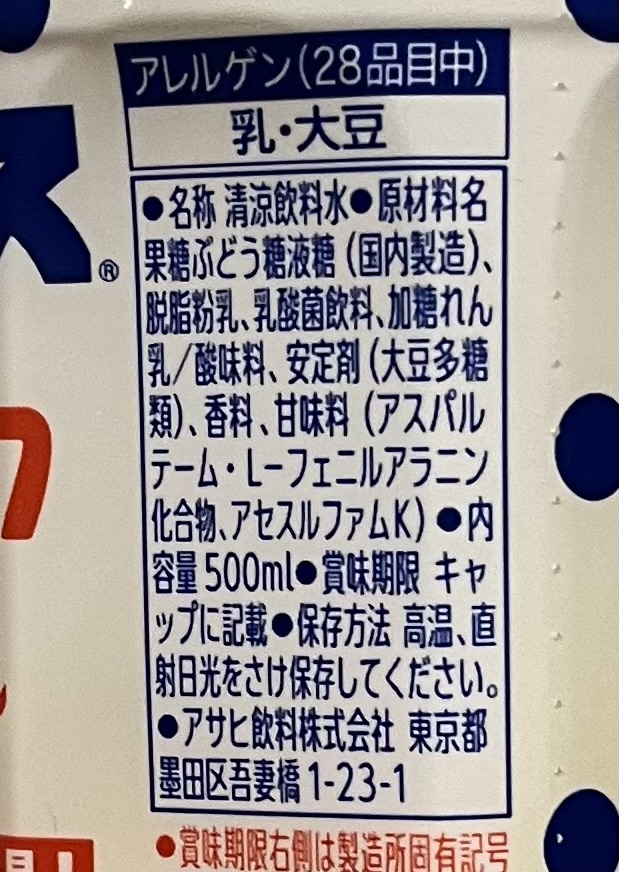 アレルゲン(28品目中)
乳・大豆
ス
®
●名称 清涼飲料水●原材料名
果糖ぶどう糖液糖(国内製造)、
脱脂粉乳、乳酸菌飲料、加糖れん
乳/酸味料、安定剤(大豆多糖
類)、香料、甘味料(アスパル
テーム・L-フェニルアラニン
化合物、アセスルファムK)●内
容量 500ml●賞味期限 キャ
ップに記載●保存方法 高温、直
射日光をさけ保存してください。
●アサヒ飲料株式会社 東京都
墨田区吾妻橋 1-23-1
●賞味期限右側は製造所固有記号